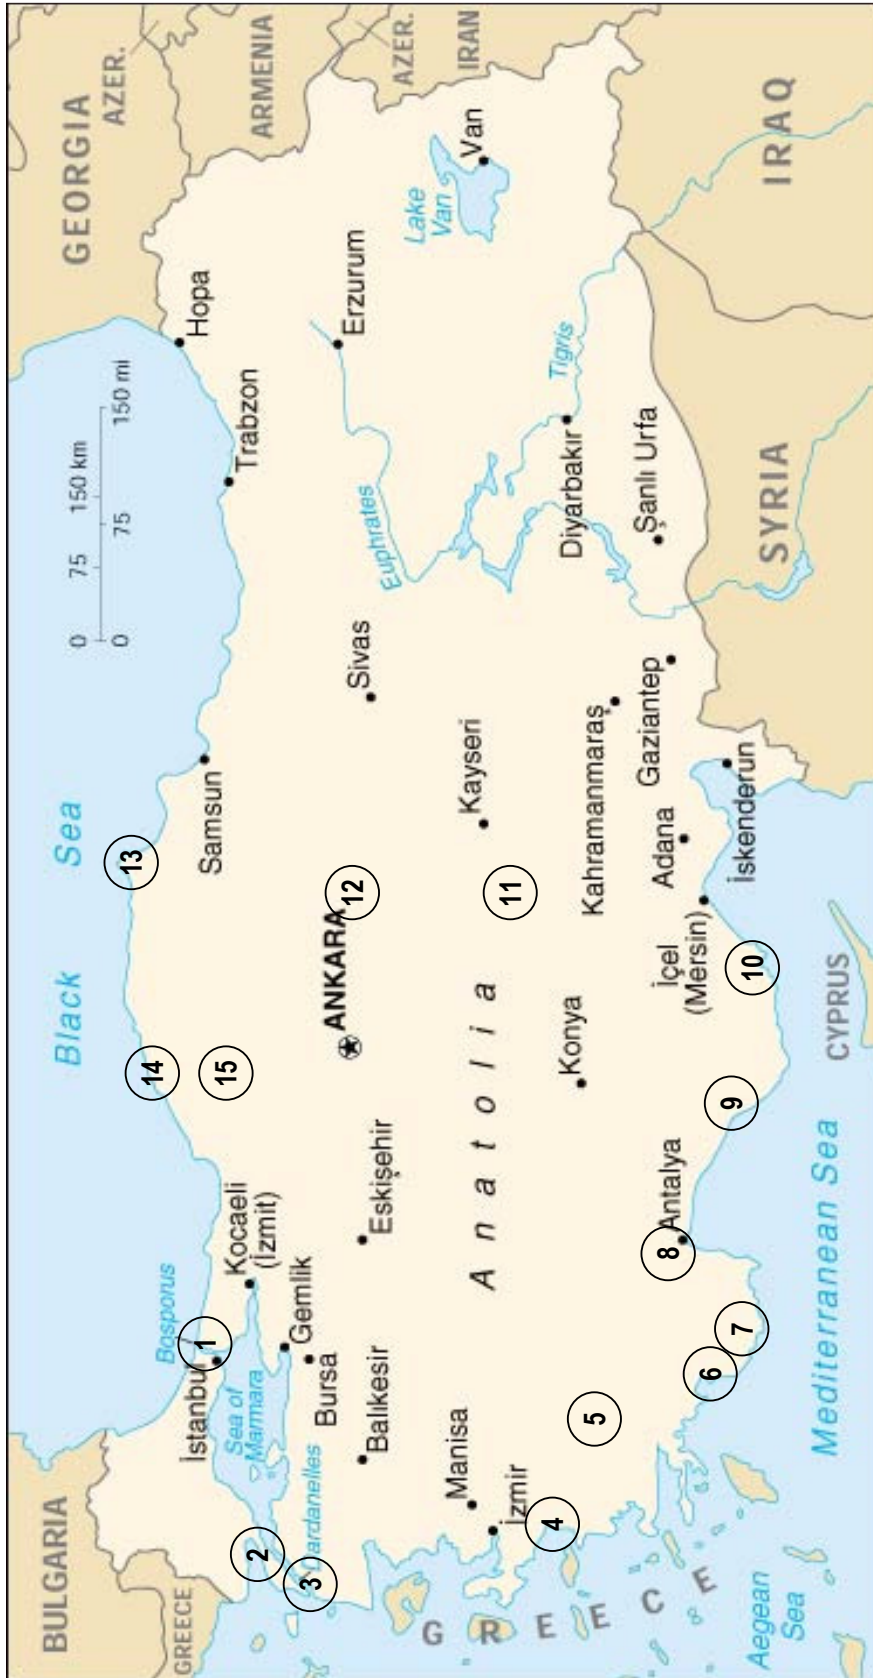 BULGARIA
GREECE
Black Sea
GEORGIA
AZER.
ARMENIA
AZER.
IRAN
0 75 150 km
0 75 150 mi
Bosporus
İstanbul
1
Sea of
Marmara
Kocaeli
(İzmit)
Gemlik
Bursa
Dardanelles
2
3
14
15
13
Samsun
Trabzon
Hopa
Balıkesir
Eskişehir
ANKARA
12
Sivas
Euphrates
Erzurum
Manisa
İzmir
4
Anatolia
11
Kayseri
Lake
Van
Van
5
Konya
Kahramanmaraş
Diyarbakır
Tigris
6
7
8
Antalya
9
İçel
(Mersin)
10
Adana
Gaziantep
Şanlı Urfa
İskenderun
GREECE
Aegean
Sea
Mediterranean Sea
CYPRUS
SYRIA
IRAQ